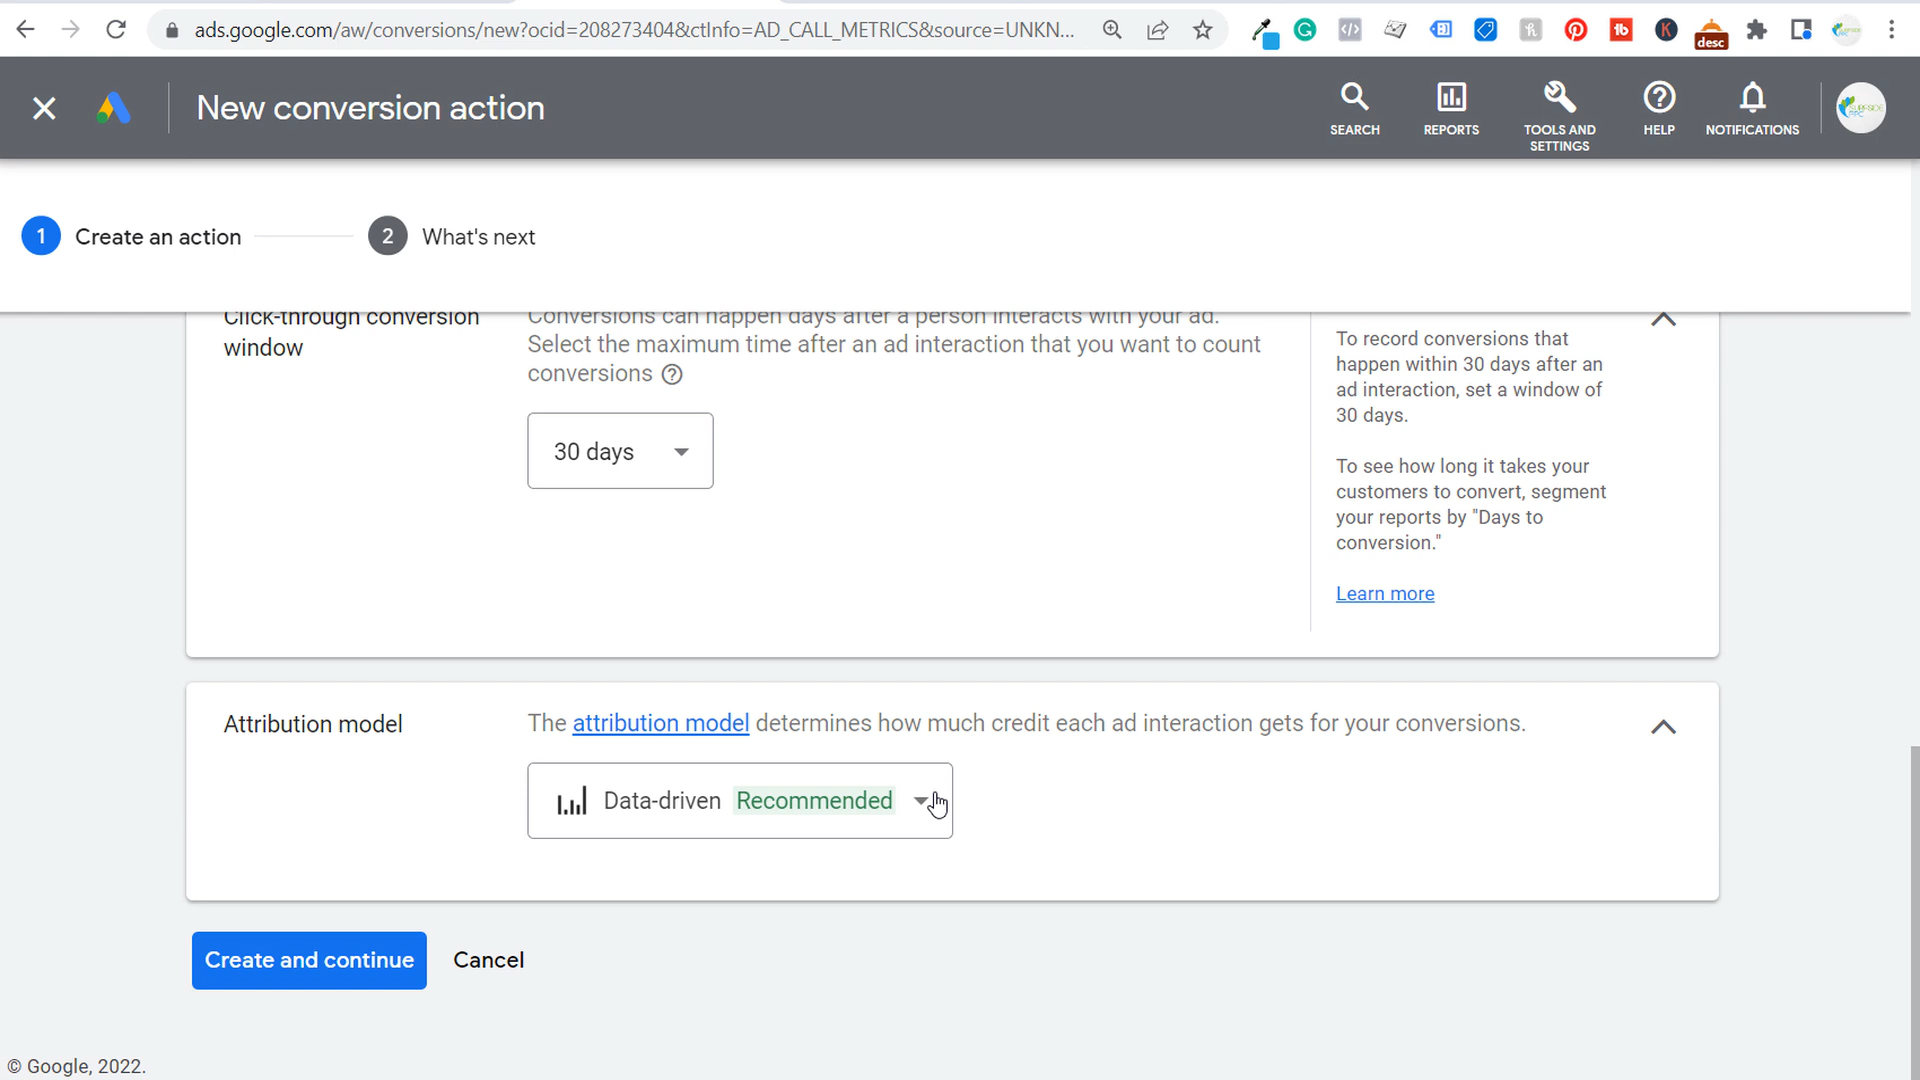 ads.google.com/aw/conversions/new?ocid=208273404&ctInfo=AD_CALL_METRICS&source=UNKN...
desc
New conversion action
SEARCH
REPORTS
TOOLS AND
SETTINGS
HELP
NOTIFICATIONS
SURFSIDE
PPC
1 Create an action
2 What's next
Click-through conversion
window
Conversions can happen days after a person interacts with your ad.
Select the maximum time after an ad interaction that you want to count
conversions
30 days
To record conversions that
happen within 30 days after an
ad interaction, set a window of
30 days.
To see how long it takes your
customers to convert, segment
your reports by "Days to
conversion."
Learn more
Attribution model
The attribution model determines how much credit each ad interaction gets for your conversions.
Data-driven Recommended
Create and continue
Cancel
© Google, 2022.